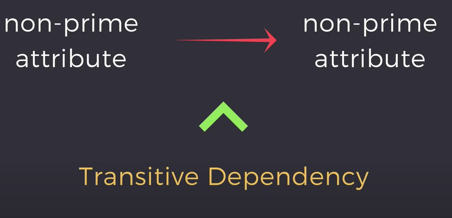 non-prime non-prime
attribute attribute
Transitive Dependency